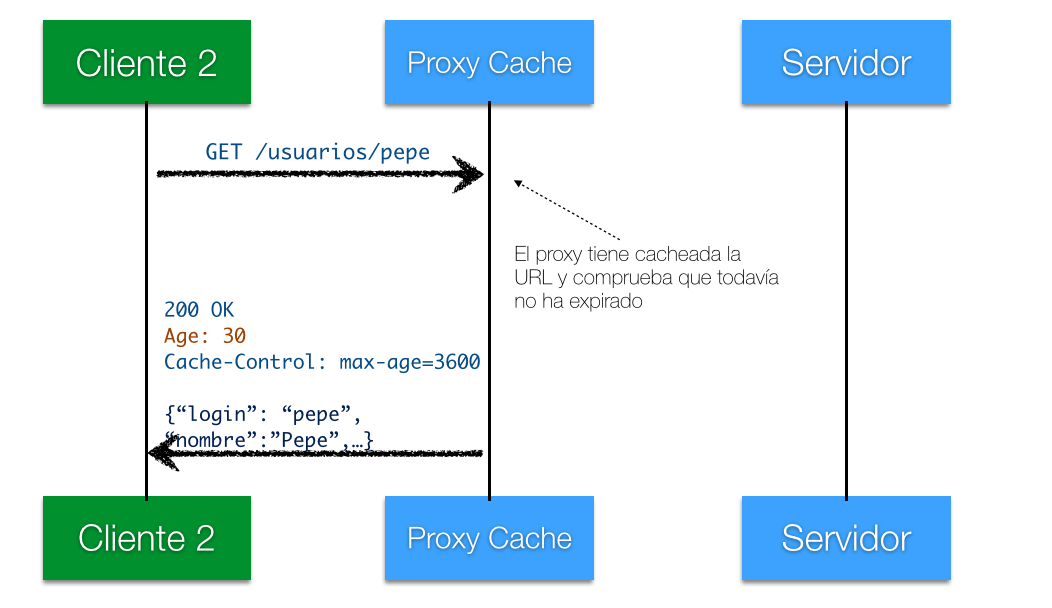 Cliente 2
Proxy Cache
Servidor
GET /usuarios/pepe
El proxy tiene cacheada la
URL y comprueba que todavía
no ha expirado
200 OK
Age: 30
Cache-Control: max-age=3600
{“login”: “pepe”,
“nombre”:”Pepe”,…}
Cliente 2
Proxy Cache
Servidor